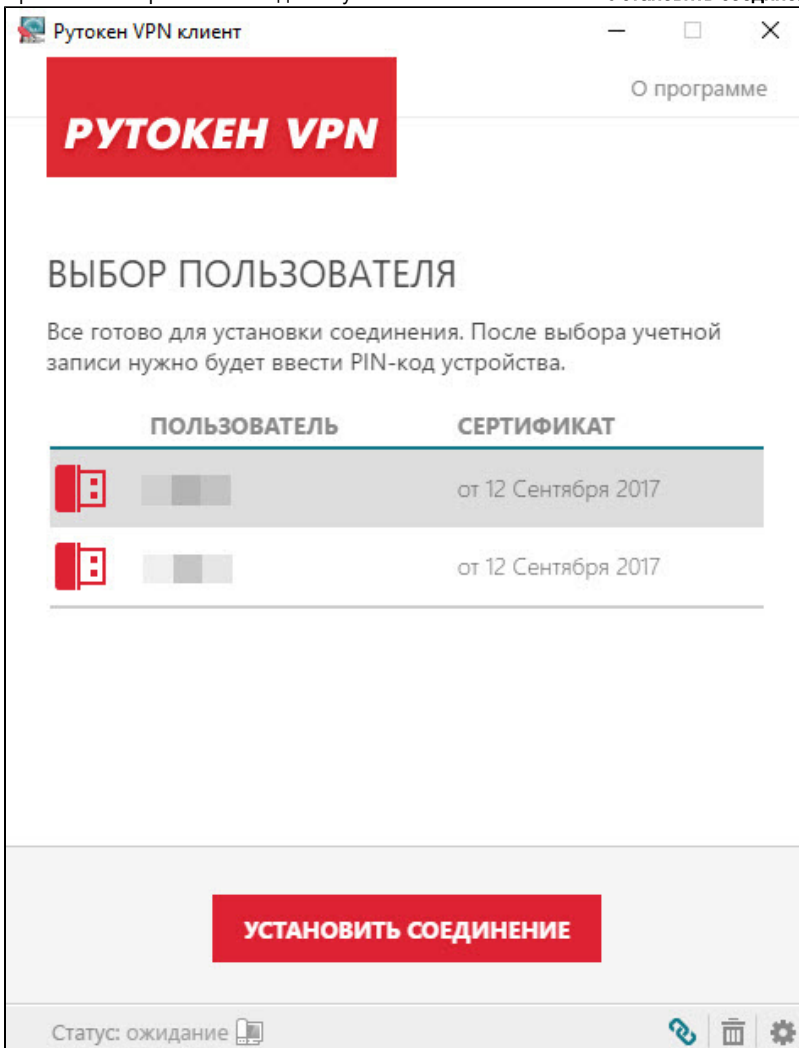 Рутокен VPN клиент
О программе
РУТОКЕН VPN
ВЫБОР ПОЛЬЗОВАТЕЛЯ
Все готово для установки соединения. После выбора учетной
записи нужно будет ввести PIN-код устройства.
ПОЛЬЗОВАТЕЛЬ СЕРТИФИКАТ
от 12 Сентября 2017
от 12 Сентября 2017
УСТАНОВИТЬ СОЕДИНЕНИЕ
Статус: ожидание